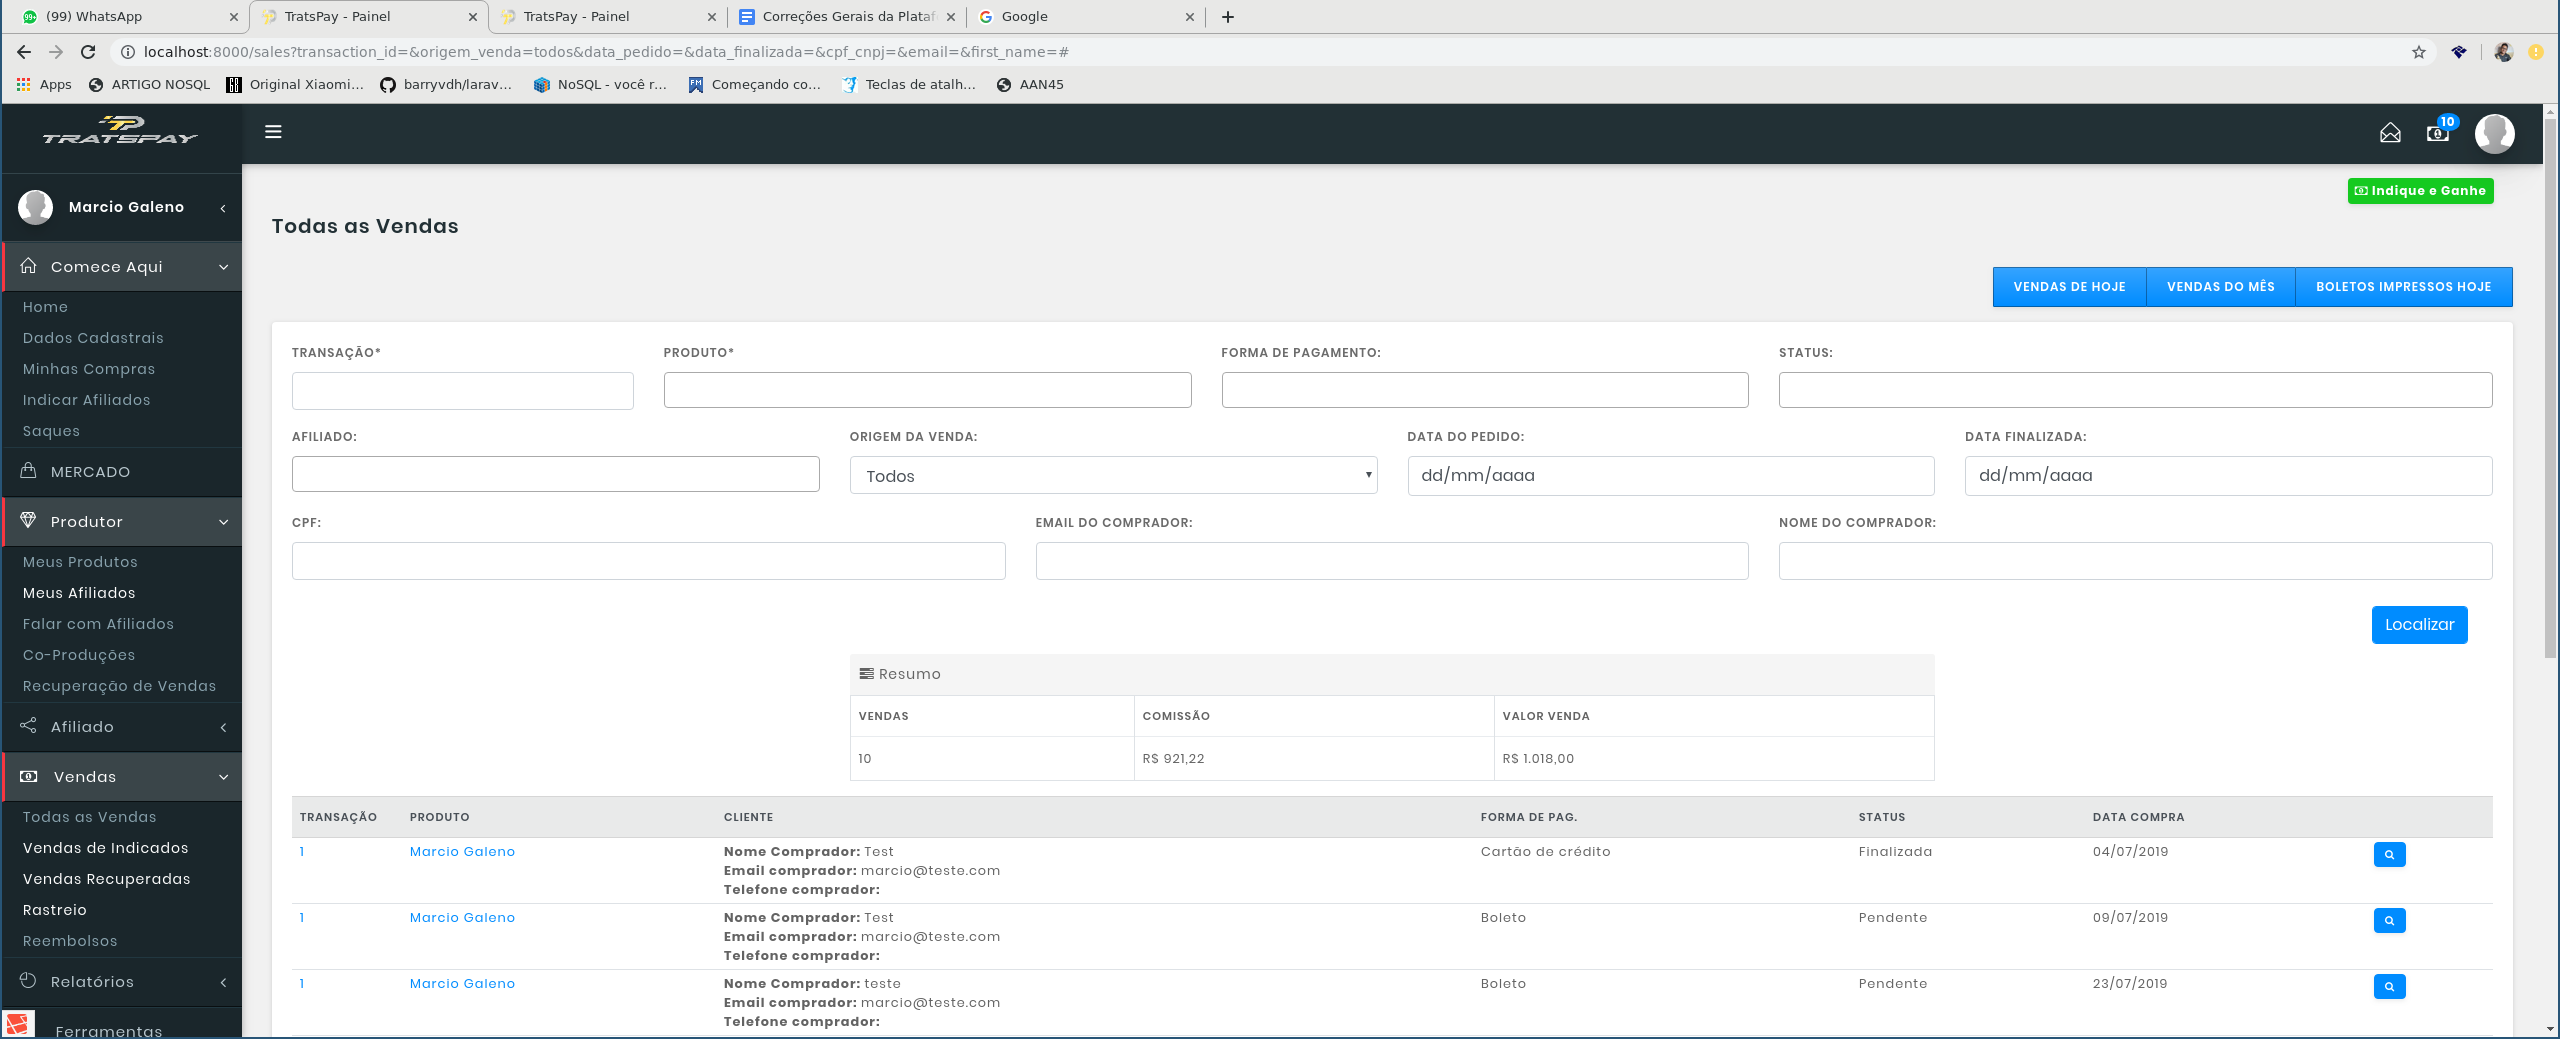 (99) WhatsApp
TratsPay - Painel
TratsPay - Painel
Correções Gerais da Plataf
Google
localhost:8000/sales?transaction_id=&origem_venda=todos&data_pedido=&data_finalizada=&cpf_cnpj=&email=&first_name=#
Apps
ARTIGO NOSQL
Original Xiaomi...
barryvdh/larav...
NoSQL - você r...
Começando co...
Teclas de atalh...
AAN45
TRATSPAY
10
Marcio Galeno
Indique e Ganhe
Todas as Vendas
Comece Aqui
Home
Dados Cadastrais
Minhas Compras
Indicar Afiliados
Saques
MERCADO
Produtor
Meus Produtos
Meus Afiliados
Falar com Afiliados
Co-Produções
Recuperação de Vendas
Afiliado
Vendas
Todas as Vendas
Vendas de Indicados
Vendas Recuperadas
Rastreio
Reembolsos
Relatórios
Ferramentas
VENDAS DE HOJE
VENDAS DO MÊS
BOLETOS IMPRESSOS HOJE
TRANSAÇÃO*
PRODUTO*
FORMA DE PAGAMENTO:
STATUS:
AFILIADO:
ORIGEM DA VENDA:
DATA DO PEDIDO:
DATA FINALIZADA:
Todos
dd/mm/aaaa
dd/mm/aaaa
CPF:
EMAIL DO COMPRADOR:
NOME DO COMPRADOR:
Localizar
Resumo
VENDAS COMISSÃO VALOR VENDA
10 R$ 921,22 R$ 1.018,00
TRANSAÇÃO PRODUTO CLIENTE FORMA DE PAG. STATUS DATA COMPRA
1 Marcio Galeno Nome Comprador: Test Cartão de crédito Finalizada 04/07/2019
Email comprador: marcio@teste.com
Telefone comprador:
1 Marcio Galeno Nome Comprador: Test Boleto Pendente 09/07/2019
Email comprador: marcio@teste.com
Telefone comprador:
1 Marcio Galeno Nome Comprador: teste Boleto Pendente 23/07/2019
Email comprador: marcio@teste.com
Telefone comprador: